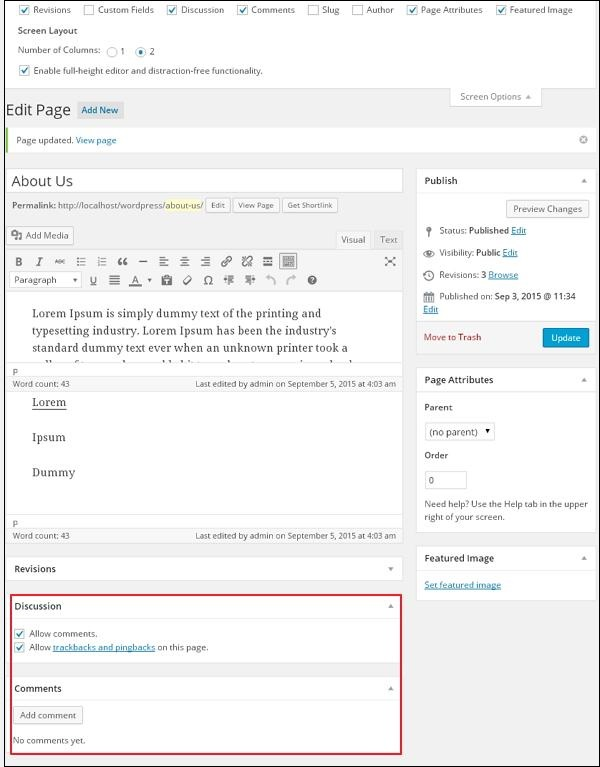 Revisions Custom Fields Discussion Comments Slug Author Page Attributes Featured Image
Screen Layout
Number of Columns: 1 2
Enable full-height editor and distraction-free functionality.
Screen Options
Edit Page Add New
Page updated. View page
About Us
Permalink: http://localhost/wordpress/about-us/ Edit View Page Get Shortlink
Add Media
Visual Text
B I ABC
Paragraph U A Ω ?
Lorem Ipsum is simply dummy text of the printing and
typesetting industry. Lorem Ipsum has been the industry's
standard dummy text ever when an unknown printer took a
p
Word count: 43 Last edited by admin on September 5, 2015 at 4:03 am
Lorem
Ipsum
Dummy
p
Word count: 43 Last edited by admin on September 5, 2015 at 4:03 am
Revisions
Discussion
Allow comments.
Allow trackbacks and pingbacks on this page.
Comments
Add comment
No comments yet.
Publish
Preview Changes
Status: Published Edit
Visibility: Public Edit
Revisions: 3 Browse
Published on: Sep 3, 2015 @ 11:34
Edit
Move to Trash Update
Page Attributes
Parent
(no parent)
Order
0
Need help? Use the Help tab in the upper
right of your screen.
Featured Image
Set featured image